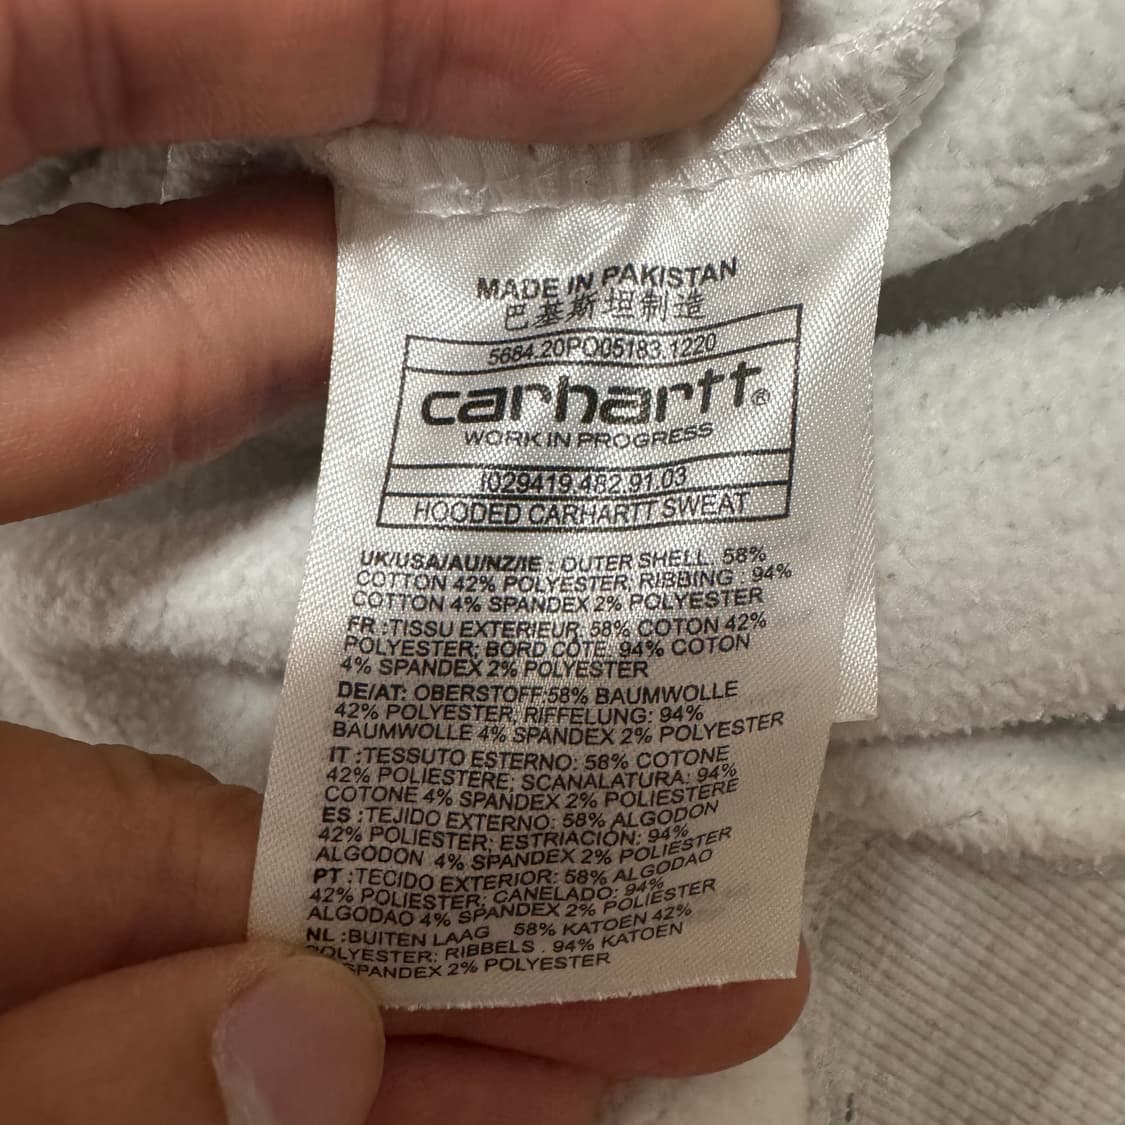 MADE IN PAKISTAN
巴基斯坦制造
5684.20PO05183.1220
carhartt®
WORK IN PROGRESS
I029419.482.91.03
HOODED CARHARTT SWEAT
UK/USA/AU/NZ/IE : OUTER SHELL. 58%
COTTON 42% POLYESTER; RIBBING . 94%
COTTON 4% SPANDEX 2% POLYESTER
FR :TISSU EXTERIEUR. 58% COTON 42%
POLYESTER; BORD CÔTE. 94% COTON
4% SPANDEX 2% POLYESTER
DE/AT: OBERSTOFF:58% BAUMWOLLE
42% POLYESTER; RIFFELUNG: 94%
BAUMWOLLE 4% SPANDEX 2% POLYESTER
IT :TESSUTO ESTERNO: 58% COTONE
42% POLIESTERE; SCANALATURA: 94%
COTONE 4% SPANDEX 2% POLIESTERE
ES :TEJIDO EXTERNO: 58% ALGODON
42% POLIESTER; ESTRIACIÓN: 94%
ALGODON 4% SPANDEX 2% POLIESTER
PT :TECIDO EXTERIOR: 58% ALGODAO
42% POLIESTER; CANELADO: 94%
ALGODAO 4% SPANDEX 2% POLIESTER
NL :BUITEN LAAG 58% KATOEN 42%
POLYESTER; RIBBELS . 94% KATOEN
SPANDEX 2% POLYESTER